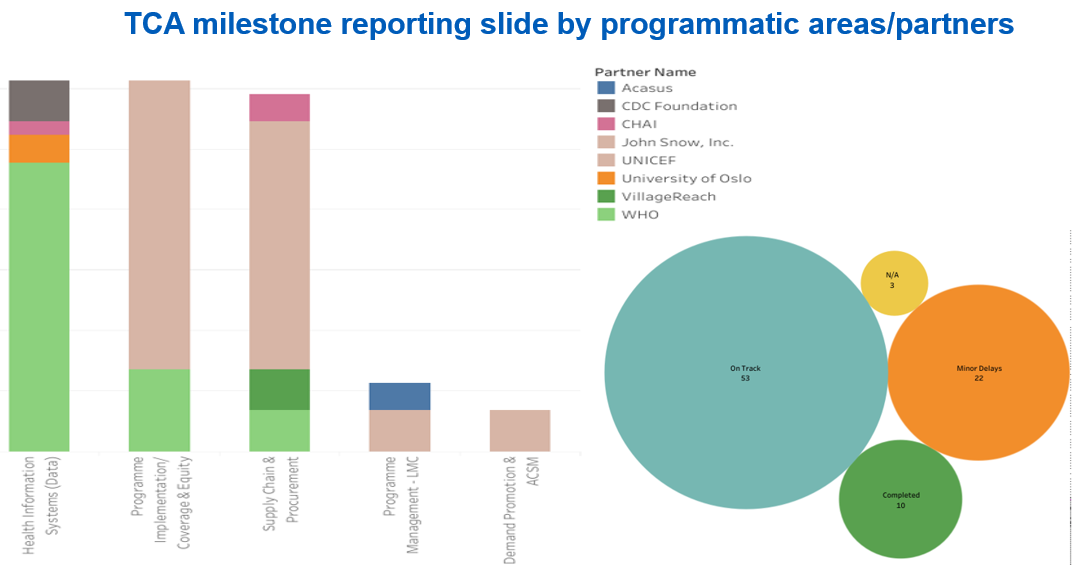 TCA milestone reporting slide by programmatic areas/partners
Partner Name
Acasus
CDC Foundation
CHAI
John Snow, Inc.
UNICEF
University of Oslo
VillageReach
WHO
N/A
3
On Track
53
Minor Delays
22
Completed
10
Health Information
Systems (Data)
Programme
Implementation/
Coverage & Equity
Supply Chain &
Procurement
Programme
Management - LMC
Demand Promotion &
ACSM